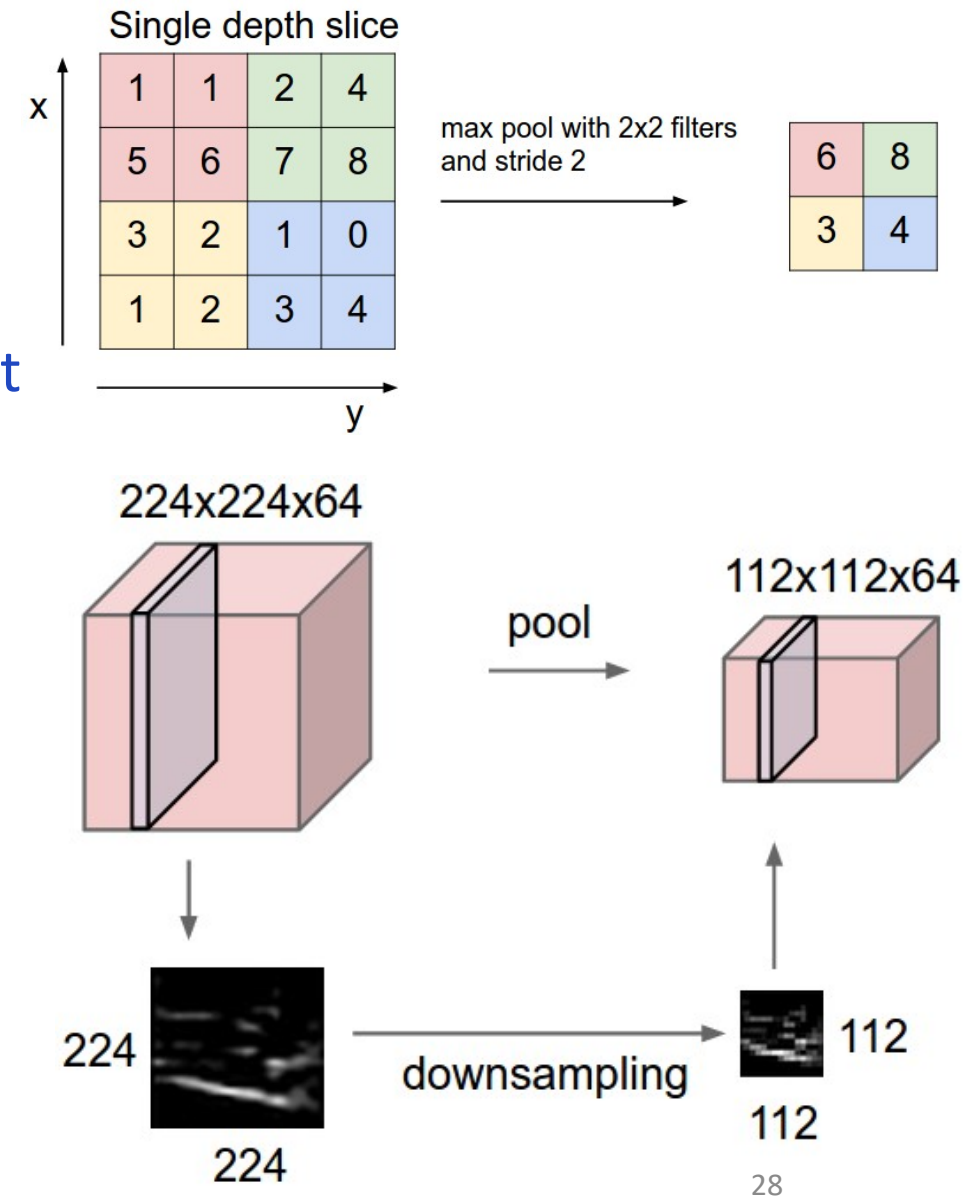 Single depth slice
x
1 1 2 4
5 6 7 8
3 2 1 0
1 2 3 4
y
max pool with 2x2 filters
and stride 2
6 8
3 4
t
224x224x64
pool
112x112x64
224
224
downsampling
112
112
28